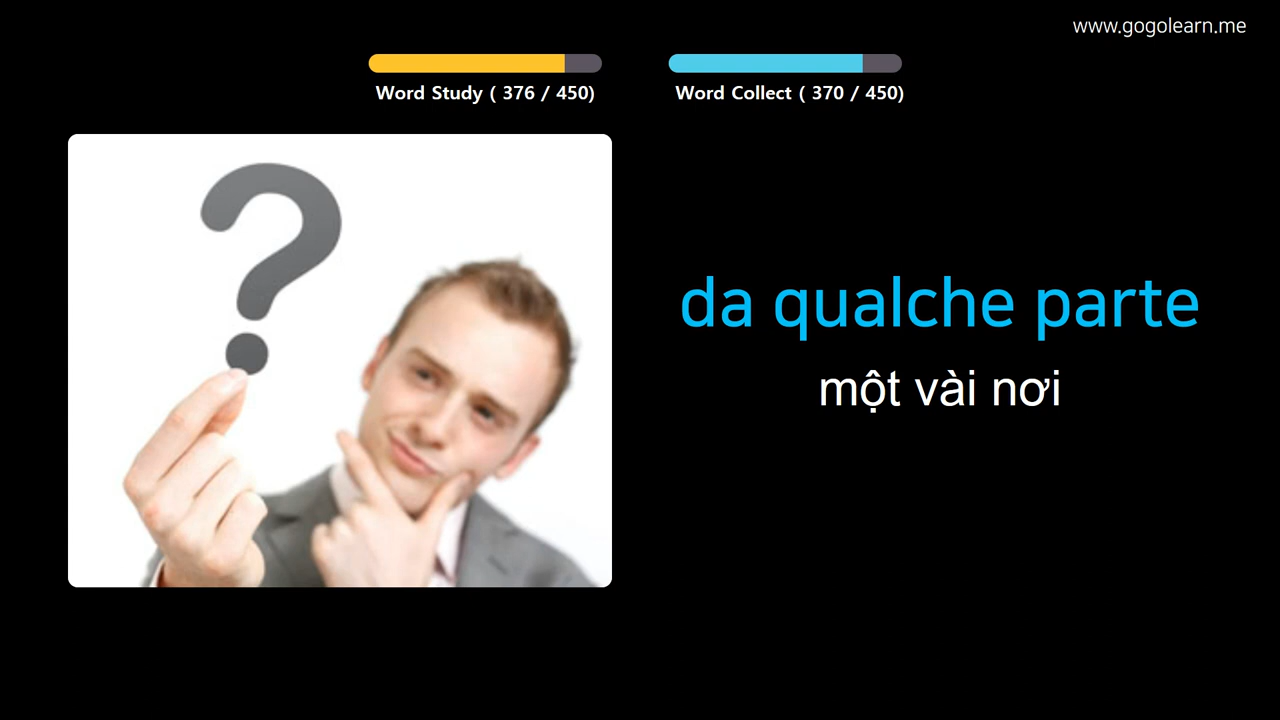 www.gogolearn.me
Word Study ( 376 / 450)
Word Collect ( 370 / 450)
da qualche parte
một vài nơi